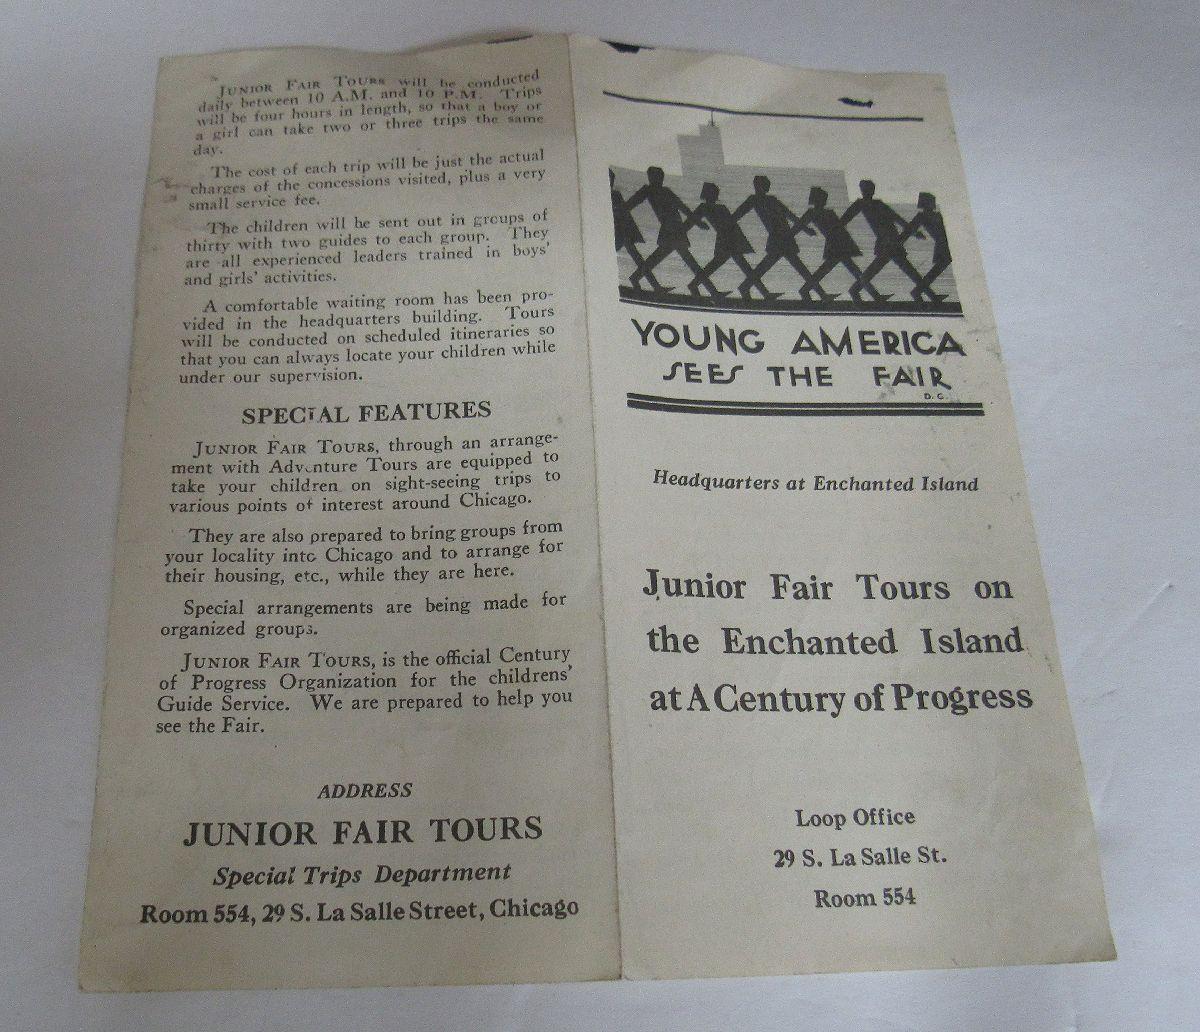 JUNIOR FAIR TOURS will be conducted
daily between 10 A.M. and 10 P.M. Trips
will be four hours in length, so that a boy or
a girl can take two or three trips the same
day.
The cost of each trip will be just the actual
charges of the concessions visited, plus a very
small service fee.
The children will be sent out in groups of
thirty with two guides to each group. They
are all experienced leaders trained in boys'
and girls' activities.
A comfortable waiting room has been pro-
vided in the headquarters building. Tours
will be conducted on scheduled itineraries so
that you can always locate your children while
under our supervision.
SPECIAL FEATURES
JUNIOR FAIR TOURS, through an arrange-
ment with Adventure Tours are equipped to
take your children on sight-seeing trips to
various points of interest around Chicago.
They are also prepared to bring groups from
your locality into Chicago and to arrange for
their housing, etc., while they are here.
Special arrangements are being made for
organized groups.
JUNIOR FAIR TOURS, is the official Century
of Progress Organization for the childrens'
Guide Service. We are prepared to help you
see the Fair.
ADDRESS
JUNIOR FAIR TOURS
Special Trips Department
Room 554, 29 S. La Salle Street, Chicago
YOUNG AMERICA
SEES THE FAIR
D.C.
Headquarters at Enchanted Island
Junior Fair Tours on
the Enchanted Island
at A Century of Progress
Loop Office
29 S. La Salle St.
Room 554